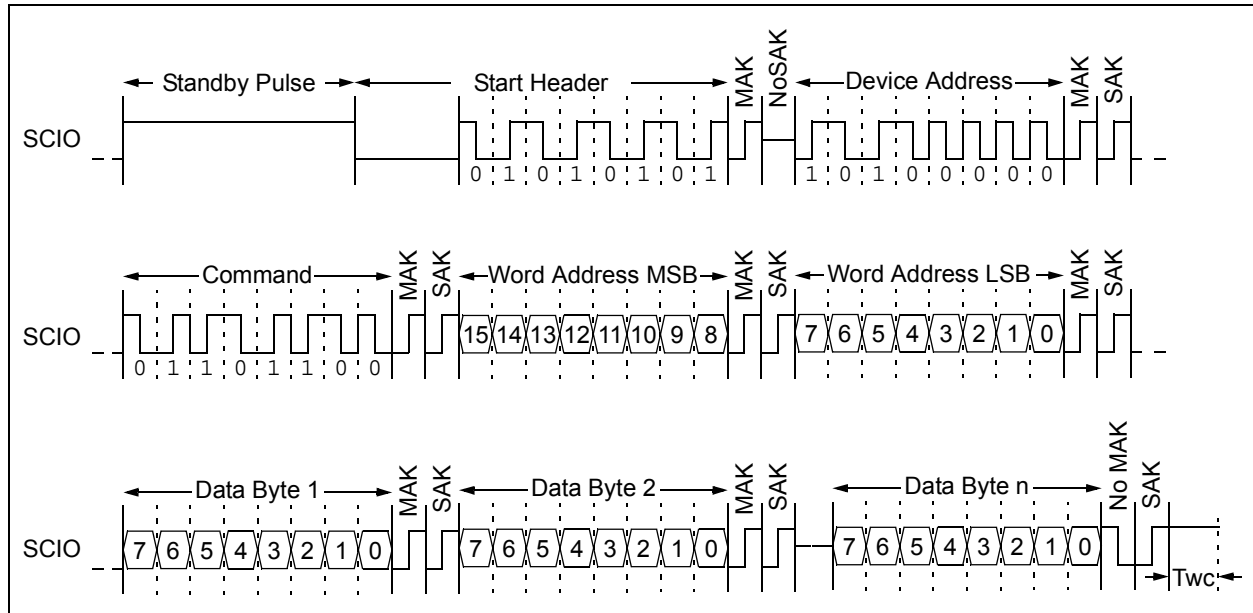 Standby Pulse Start Header MAK NoSAK Device Address MAK SAK
SCIO
0 1 0 1 0 1 0 1 1 0 1 0 0 0 0 0
Command MAK SAK Word Address MSB MAK SAK Word Address LSB MAK SAK
SCIO
15 14 13 12 11 10 9 8 7 6 5 4 3 2 1 0
0 1 1 0 1 1 0 0
Data Byte 1 MAK SAK Data Byte 2 MAK SAK Data Byte n No MAK SAK
SCIO
7 6 5 4 3 2 1 0 7 6 5 4 3 2 1 0 7 6 5 4 3 2 1 0
Twc